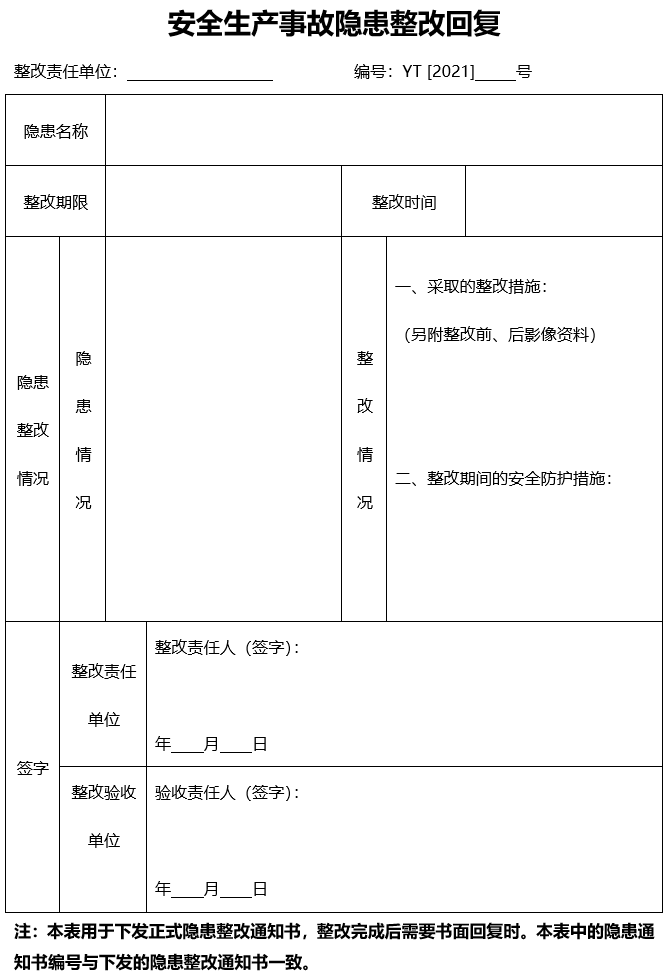 安全生产事故隐患整改回复
整改责任单位：__________________ 编号：YT [2021]_____号
隐患名称
整改期限 整改时间
隐患
整改
情况
隐
患
情
况
整
改
情
况
一、采取的整改措施：
（另附整改前、后影像资料）
二、整改期间的安全防护措施：
签字
整改责任
单位
整改责任人（签字）：
年____月____日
整改验收
单位
验收责任人（签字）：
年____月____日
注：本表用于下发正式隐患整改通知书，整改完成后需要书面回复时。本表中的隐患通
知书编号与下发的隐患整改通知书一致。